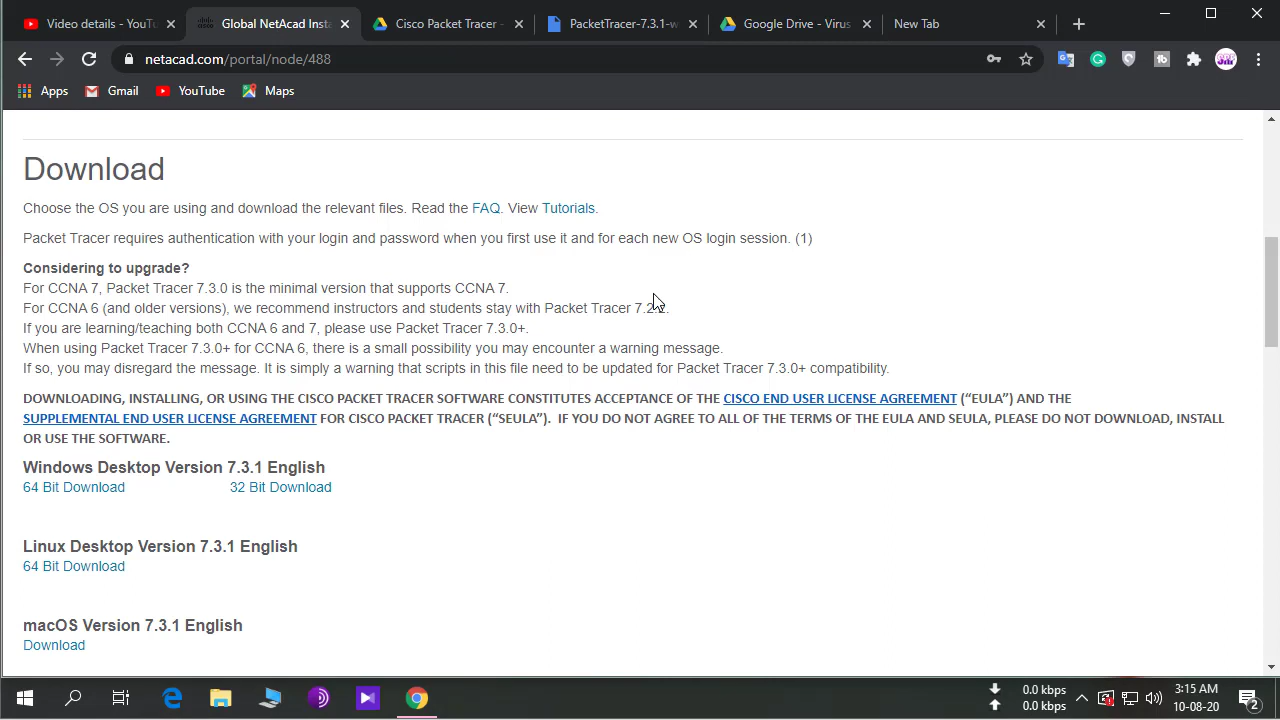 Video details - YouTu
Global NetAcad Insta
Cisco Packet Tracer -
PacketTracer-7.3.1-w
Google Drive - Virus
New Tab
netacad.com/portal/node/488
Apps
Gmail
YouTube
Maps
Download
Choose the OS you are using and download the relevant files. Read the FAQ. View Tutorials.
Packet Tracer requires authentication with your login and password when you first use it and for each new OS login session. (1)
Considering to upgrade?
For CCNA 7, Packet Tracer 7.3.0 is the minimal version that supports CCNA 7.
For CCNA 6 (and older versions), we recommend instructors and students stay with Packet Tracer
If you are learning/teaching both CCNA 6 and 7, please use Packet Tracer 7.3.0+.
When using Packet Tracer 7.3.0+ for CCNA 6, there is a small possibility you may encounter a warning message.
If so, you may disregard the message. It is simply a warning that scripts in this file need to be updated for Packet Tracer 7.3.0+ compatibility.
DOWNLOADING, INSTALLING, OR USING THE CISCO PACKET TRACER SOFTWARE CONSTITUTES ACCEPTANCE OF THE CISCO END USER LICENSE AGREEMENT (“EULA”) AND THE
SUPPLEMENTAL END USER LICENSE AGREEMENT FOR CISCO PACKET TRACER (“SEULA”). IF YOU DO NOT AGREE TO ALL OF THE TERMS OF THE EULA AND SEULA, PLEASE DO NOT DOWNLOAD, INSTALL
OR USE THE SOFTWARE.
Windows Desktop Version 7.3.1 English
64 Bit Download 32 Bit Download
Linux Desktop Version 7.3.1 English
64 Bit Download
macOS Version 7.3.1 English
Download
0.0 kbps
0.0 kbps
3:15 AM
10-08-20
2